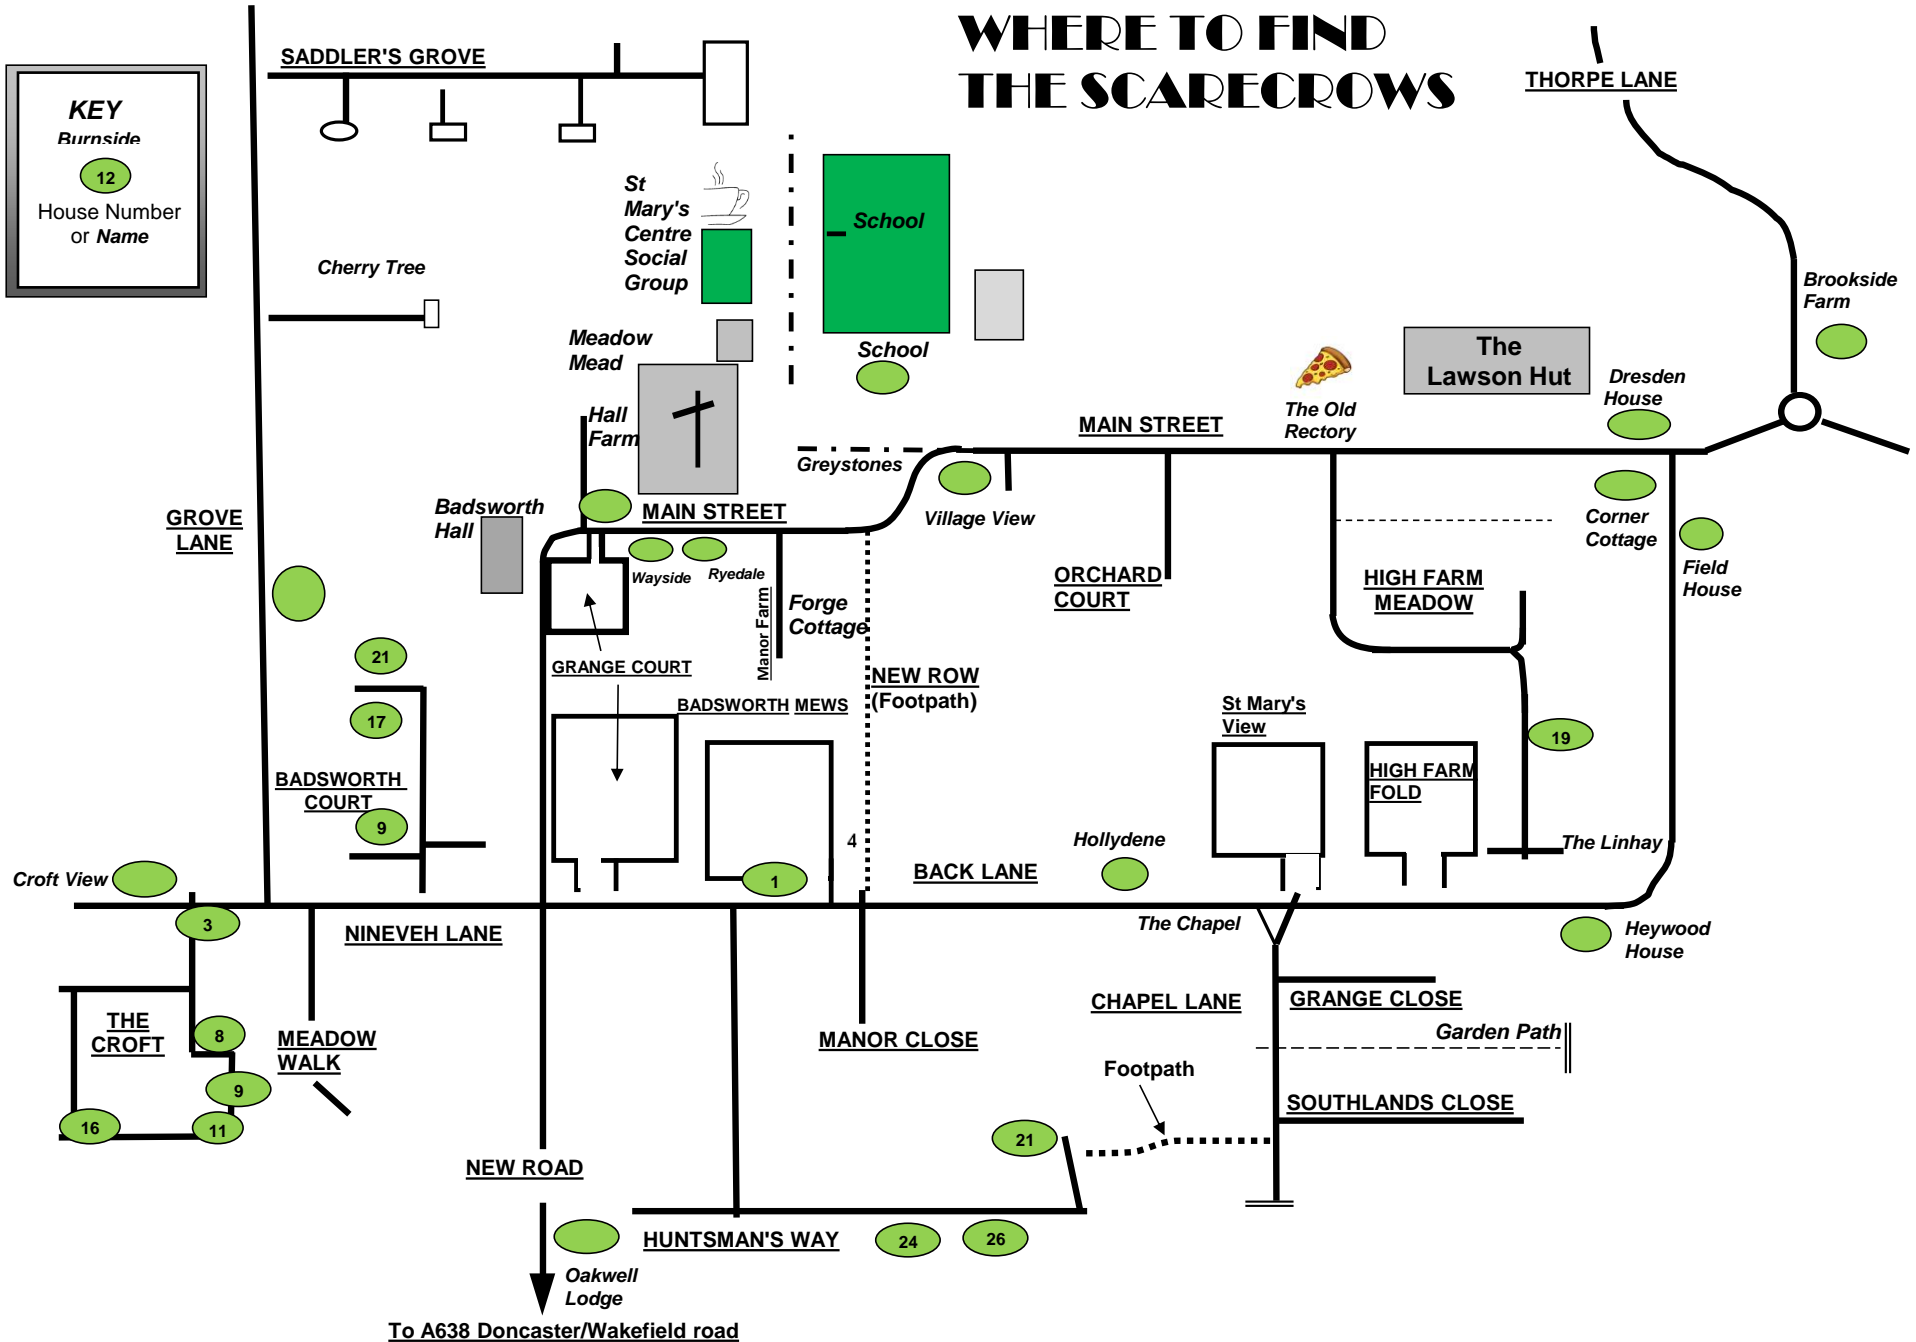 WHERE TO FIND
THE SCARECROWS
KEY
Burnside
12
House Number
or Name
SADDLER'S GROVE
THORPE LANE
St
Mary's
Centre
Social
Group
School
Cherry Tree
Brookside
Farm
Meadow
Mead
School
The
Lawson Hut
Dresden
House
Hall
Farm
The Old
Rectory
MAIN STREET
Greystones
Badsworth
Hall
MAIN STREET
Village View
Corner
Cottage
GROVE
LANE
Wayside
Ryedale
Field
House
ORCHARD
COURT
HIGH FARM
MEADOW
Forge
Cottage
Manor Farm
21
GRANGE COURT
NEW ROW
(Footpath)
17
BADSWORTH MEWS
St Mary's
View
19
BADSWORTH
COURT
HIGH FARM
FOLD
9
4
Hollydene
The Linhay
Croft View
1
BACK LANE
3
NINEVEH LANE
The Chapel
Heywood
House
CHAPEL LANE
GRANGE CLOSE
THE
CROFT
8
MEADOW
WALK
MANOR CLOSE
Garden Path
Footpath
9
SOUTHLANDS CLOSE
16
11
21
NEW ROAD
HUNTSMAN'S WAY
24
26
Oakwell
Lodge
To A638 Doncaster/Wakefield road